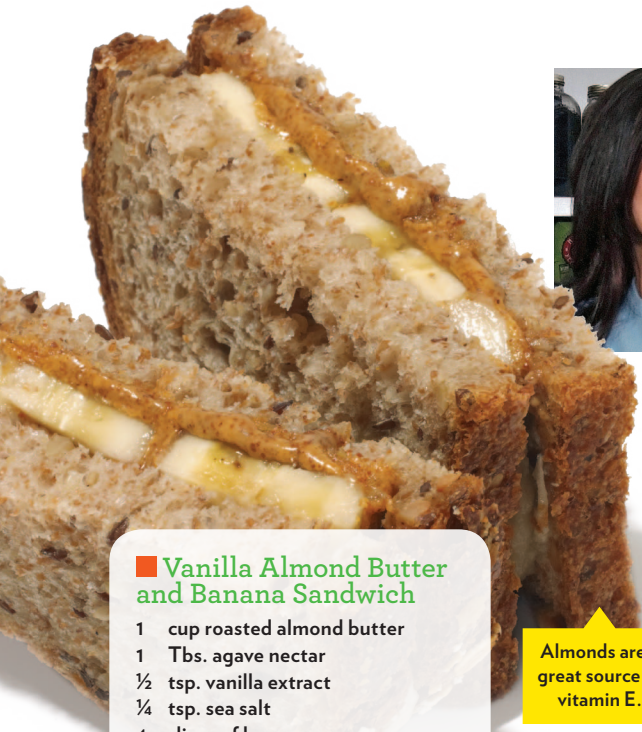 Vanilla Almond Butter
and Banana Sandwich
1 cup roasted almond butter
1 Tbs. agave nectar
½ tsp. vanilla extract
¼ tsp. sea salt
Almonds are
great source
vitamin E.